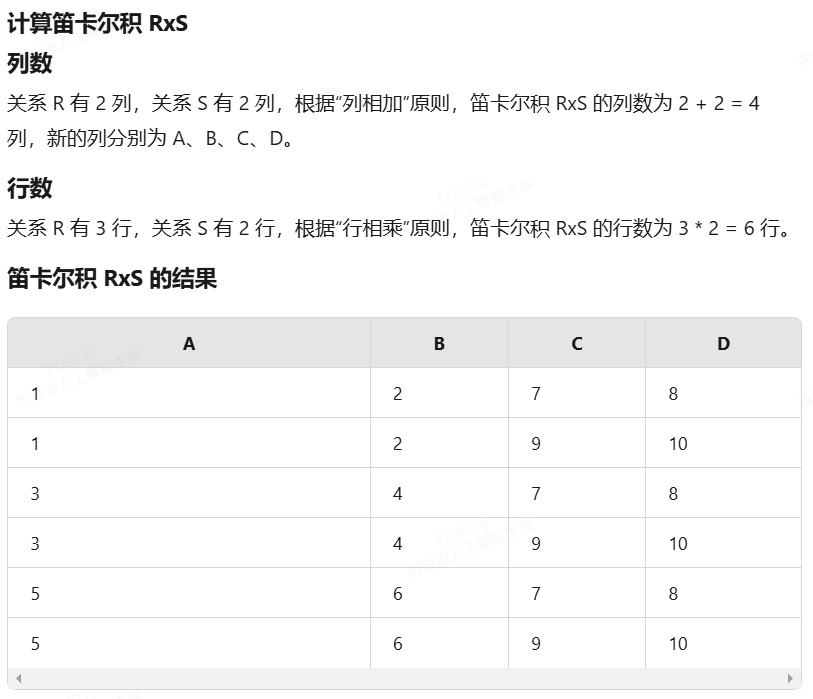 计算笛卡尔积 RxS
列数
关系 R 有 2 列，关系 S 有 2 列，根据“列相加”原则，笛卡尔积 RxS 的列数为 2 + 2 = 4
列，新的列分别为 A、B、C、D。
行数
关系 R 有 3 行，关系 S 有 2 行，根据“行相乘”原则，笛卡尔积 RxS 的行数为 3 * 2 = 6 行。
笛卡尔积 RxS 的结果
A B C D
1 2 7 8
1 2 9 10
3 4 7 8
3 4 9 10
5 6 7 8
5 6 9 10